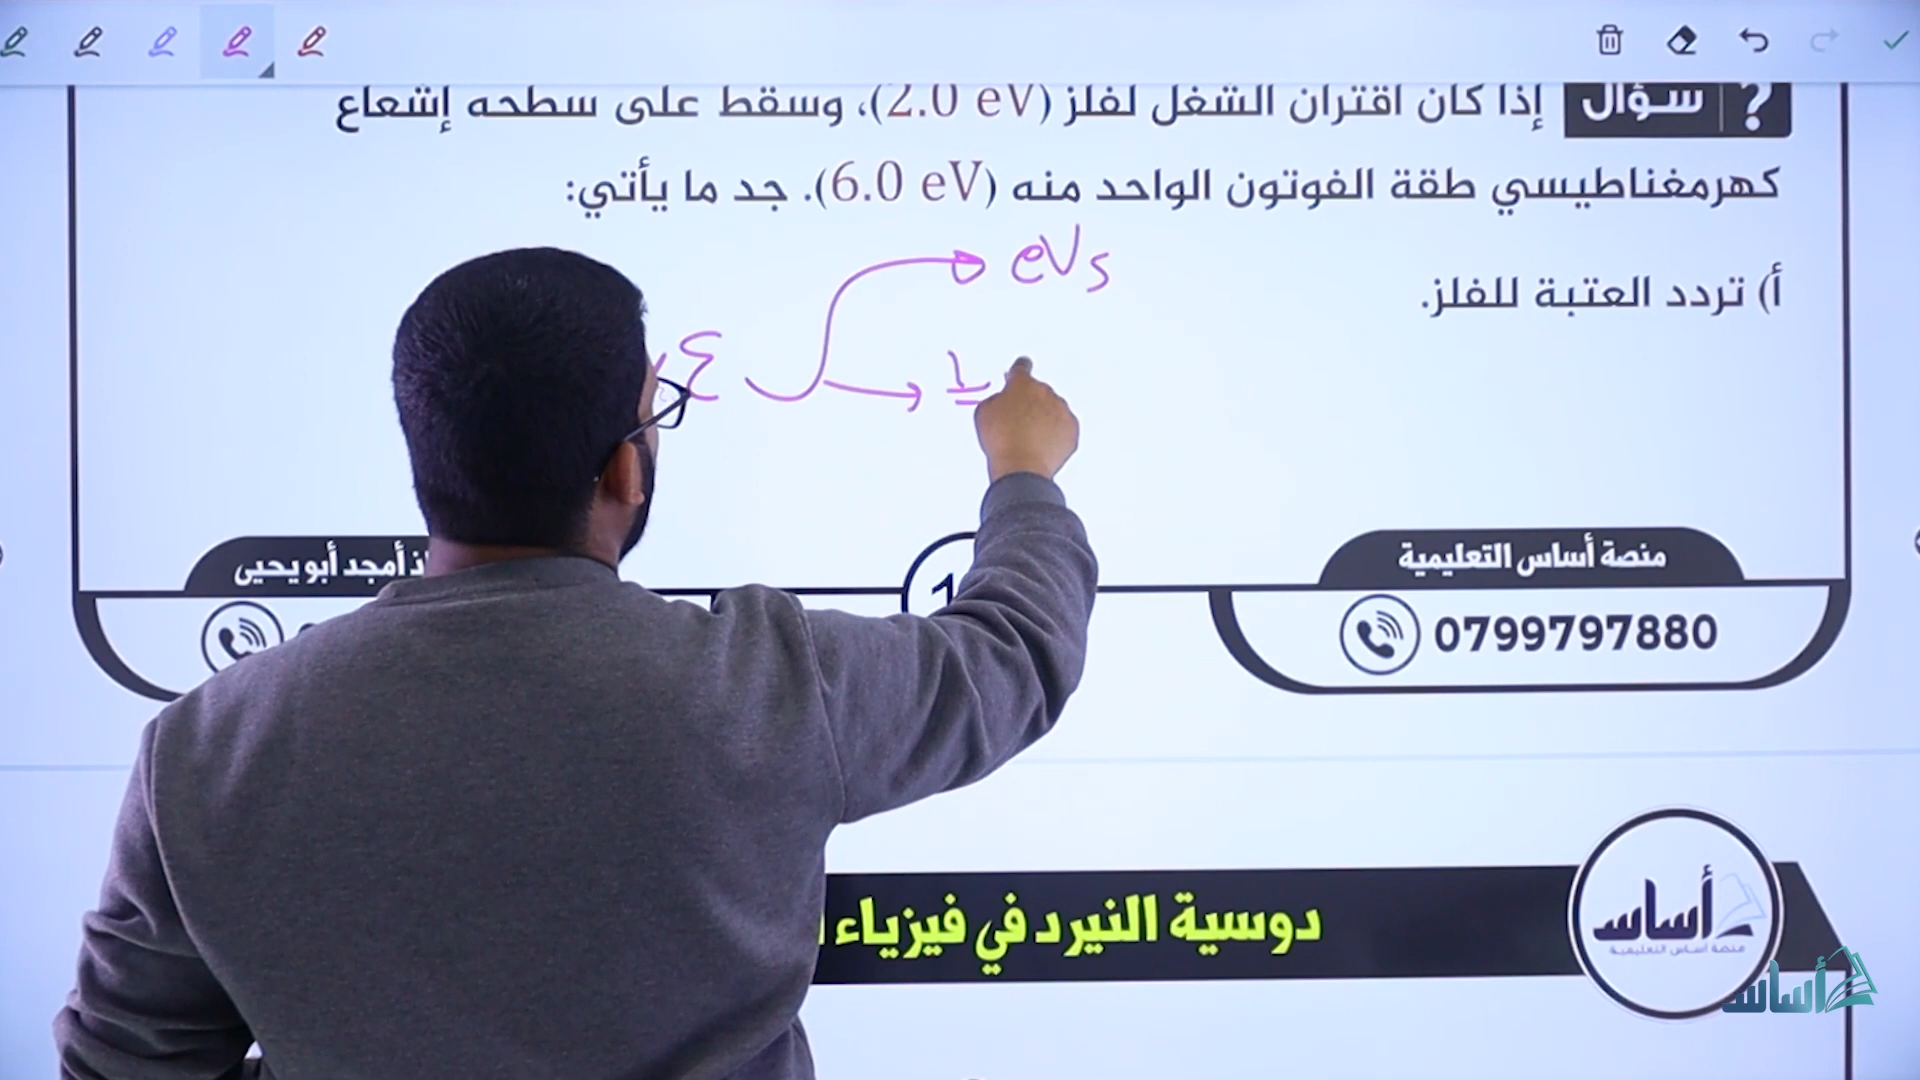 سؤال إذا كان اقتران الشغل لفلز (2.0 eV)، وسقط على سطحه إشعاع
كهرمغناطيسي طقة الفوتون الواحد منه (6.0 eV). جد ما يأتي:
أ) تردد العتبة للفلز.
eVs
أمجد أبو يحيى
منصة أساس التعليمية
0799797880
دوسية النيرد في فيزياء
أساس
منصة أساس التعليمية
أساس